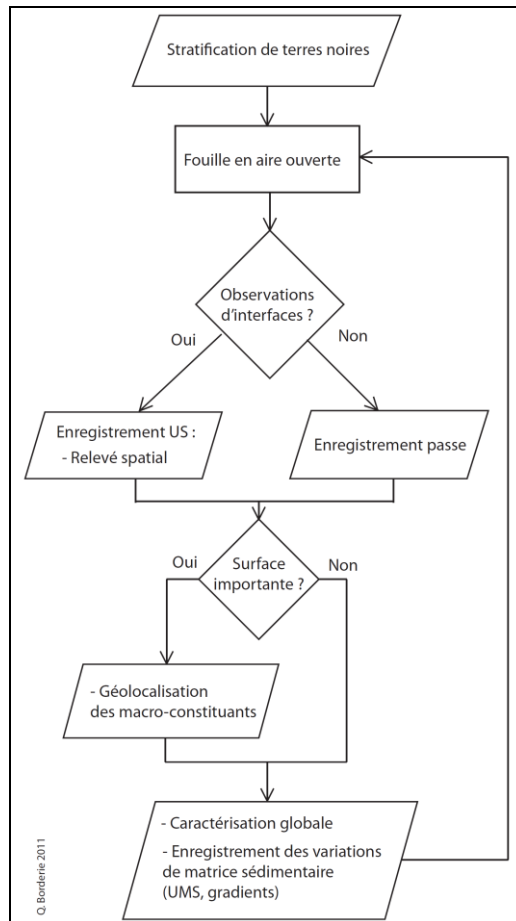 Stratification de terres noires
Fouille en aire ouverte
Observations
d'interfaces ?
Oui
Non
Enregistrement US :
- Relevé spatial
Enregistrement passe
Oui
Surface
importante ?
Non
- Géolocalisation
des macro-constituants
- Caractérisation globale
- Enregistrement des variations
de matrice sédimentaire
(UMS, gradients)
Q. Borderie 2011